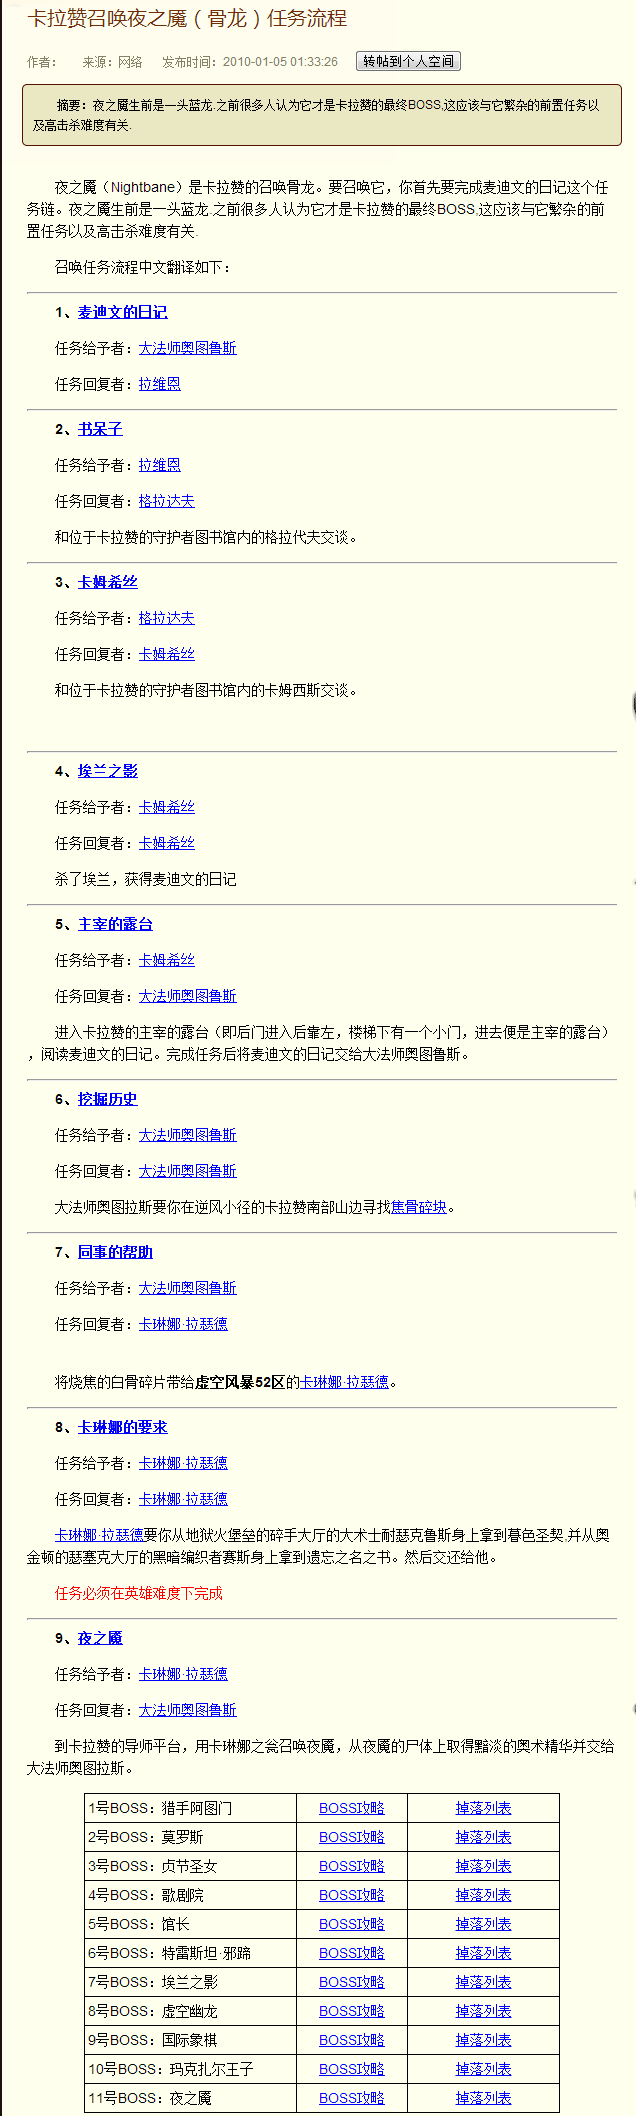 卡拉赞召唤夜之魇（骨龙）任务流程
作者： 来源：网络 发布时间：2010-01-05 01:33:26 转帖到个人空间
摘要：夜之魇生前是一头蓝龙.之前很多人认为它才是卡拉赞的最终BOSS,这应该与它繁杂的前置任务以
及高击杀难度有关.
夜之魇（Nightbane）是卡拉赞的召唤骨龙。要召唤它，你首先要完成麦迪文的日记这个任
务链。夜之魇生前是一头蓝龙.之前很多人认为它才是卡拉赞的最终BOSS,这应该与它繁杂的前
置任务以及高击杀难度有关.
召唤任务流程中文翻译如下：
1、麦迪文的日记
任务给予者：大法师奥图鲁斯
任务回复者：拉维恩
2、书呆子
任务给予者：拉维恩
任务回复者：格拉达夫
和位于卡拉赞的守护者图书馆内的格拉代夫交谈。
3、卡姆希丝
任务给予者：格拉达夫
任务回复者：卡姆希丝
和位于卡拉赞的守护者图书馆内的卡姆西斯交谈。
4、埃兰之影
任务给予者：卡姆希丝
任务回复者：卡姆希丝
杀了埃兰，获得麦迪文的日记
5、主宰的露台
任务给予者：卡姆希丝
任务回复者：大法师奥图鲁斯
进入卡拉赞的主宰的露台（即后门进入后靠左，楼梯下有一个小门，进去便是主宰的露台）
，阅读麦迪文的日记。完成任务后将麦迪文的日记交给大法师奥图鲁斯。
6、挖掘历史
任务给予者：大法师奥图鲁斯
任务回复者：大法师奥图鲁斯
大法师奥图拉斯要你在逆风小径的卡拉赞南部山边寻找焦骨碎块。
7、同事的帮助
任务给予者：大法师奥图鲁斯
任务回复者：卡琳娜·拉瑟德
将烧焦的白骨碎片带给虚空风暴52区的卡琳娜·拉瑟德。
8、卡琳娜的要求
任务给予者：卡琳娜·拉瑟德
任务回复者：卡琳娜·拉瑟德
卡琳娜·拉瑟德要你从地狱火堡垒的碎手大厅的大术士耐瑟克鲁斯身上拿到暮色圣契,并从奥
金顿的瑟塞克大厅的黑暗编织者赛斯身上拿到遗忘之名之书。然后交还给他。
任务必须在英雄难度下完成
9、夜之魇
任务给予者：卡琳娜·拉瑟德
任务回复者：大法师奥图鲁斯
到卡拉赞的导师平台，用卡琳娜之瓮召唤夜魇，从夜魇的尸体上取得黯淡的奥术精华并交给
大法师奥图拉斯。
1号BOSS：猎手阿图门 BOSS攻略 掉落列表
2号BOSS：莫罗斯 BOSS攻略 掉落列表
3号BOSS：贞节圣女 BOSS攻略 掉落列表
4号BOSS：歌剧院 BOSS攻略 掉落列表
5号BOSS：馆长 BOSS攻略 掉落列表
6号BOSS：特雷斯坦·邪蹄 BOSS攻略 掉落列表
7号BOSS：埃兰之影 BOSS攻略 掉落列表
8号BOSS：虚空幽龙 BOSS攻略 掉落列表
9号BOSS：国际象棋 BOSS攻略 掉落列表
10号BOSS：玛克扎尔王子 BOSS攻略 掉落列表
11号BOSS：夜之魇 BOSS攻略 掉落列表